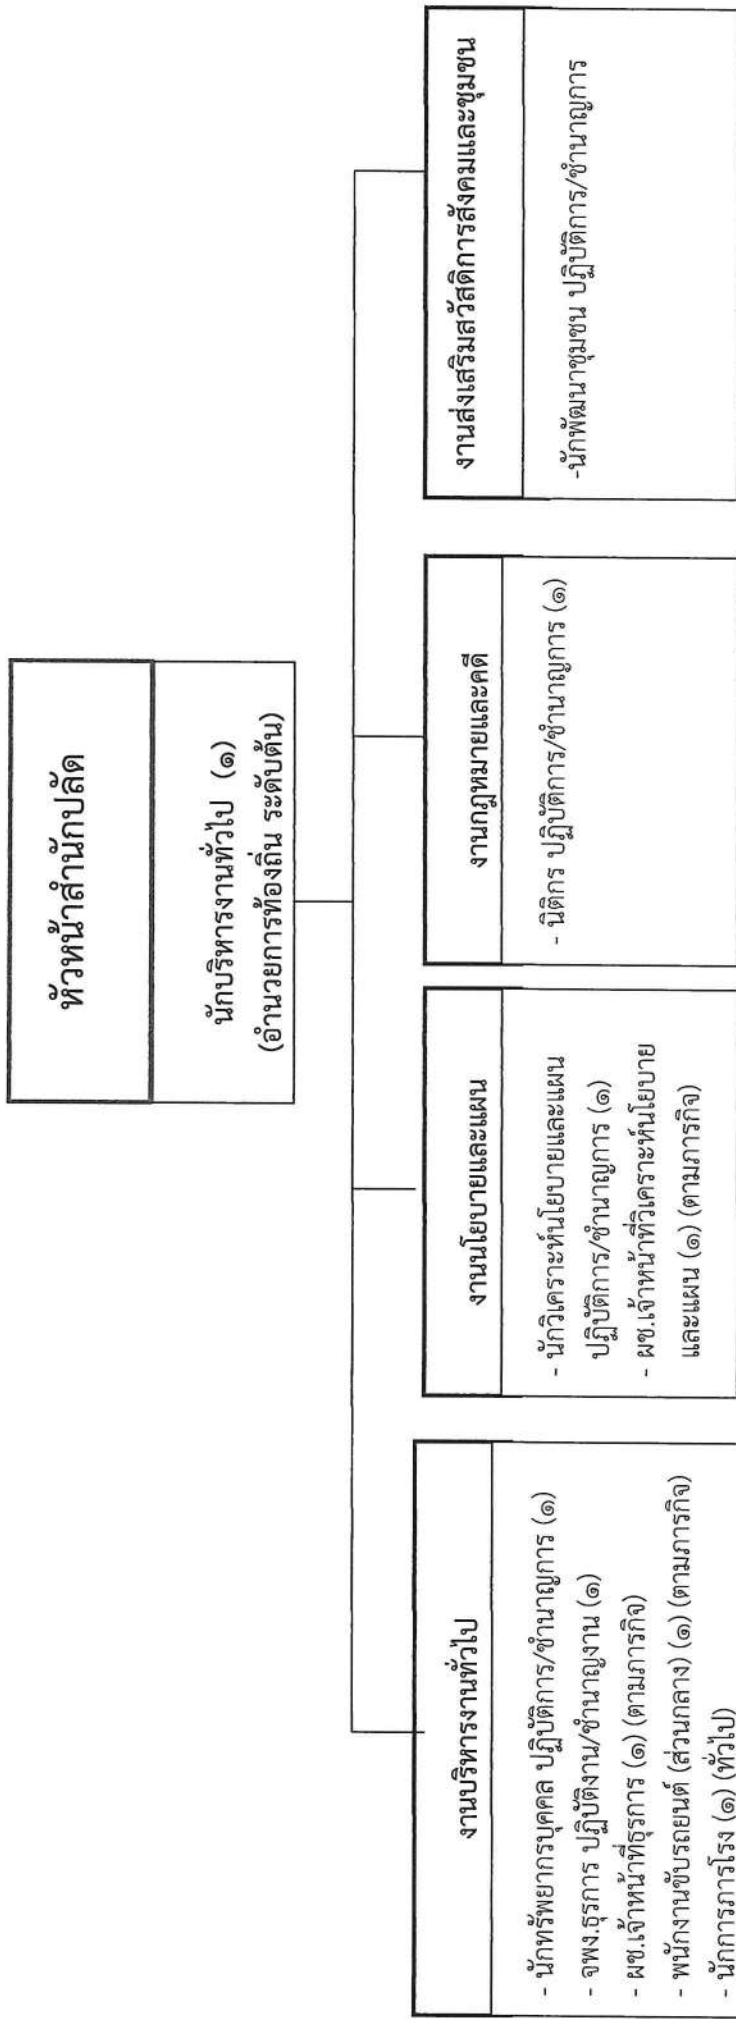 หัวหน้าสำนักปลัด
นักบริหารงานทั่วไป (๑)
(อำนวยการท้องถิ่น ระดับต้น)
งานบริหารงานทั่วไป
- นักทรัพยากรบุคคล ปฏิบัติการ/ชำนาญการ (๑)
- จพง.ธุรการ ปฏิบัติงาน/ชำนาญงาน (๑)
- ผช.เจ้าหน้าที่ธุรการ (๑) (ตามภารกิจ)
- พนักงานขับรถยนต์ (ส่วนกลาง) (๑) (ตามภารกิจ)
- นักการภารโรง (๑) (ทั่วไป)
งานนโยบายและแผน
- นักวิเคราะห์นโยบายและแผน
ปฏิบัติการ/ชำนาญการ (๑)
- ผช.เจ้าหน้าที่วิเคราะห์นโยบาย
และแผน (๑) (ตามภารกิจ)
งานกฎหมายและคดี
- นิติกร ปฏิบัติการ/ชำนาญการ (๑)
งานส่งเสริมสวัสดิการสังคมและชุมชน
-นักพัฒนาชุมชน ปฏิบัติการ/ชำนาญการ